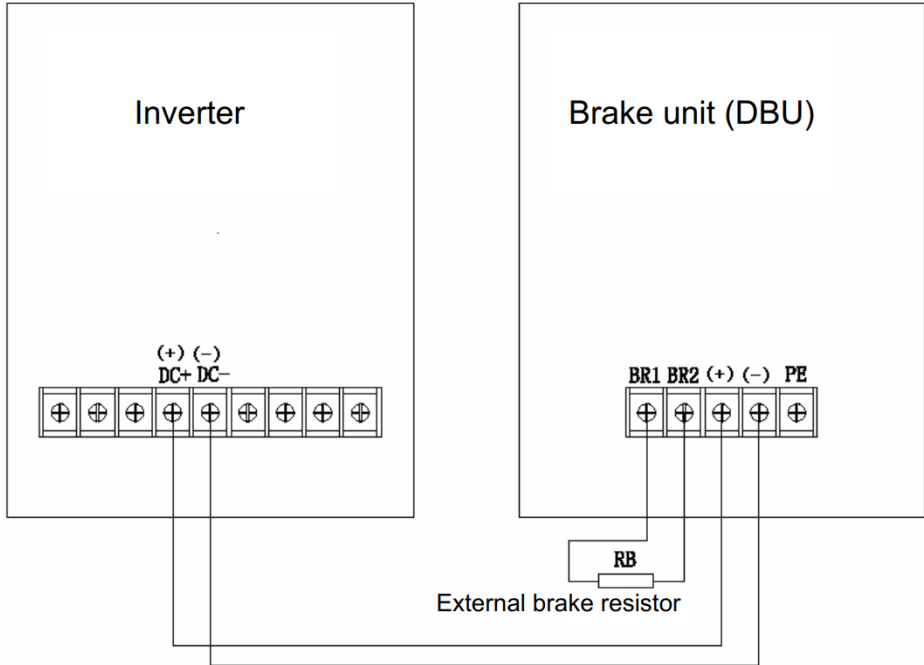 Inverter
Brake unit (DBU)
(+) (-)
DC+ DC-
BR1 BR2 (+) (-) PE
RB
External brake resistor